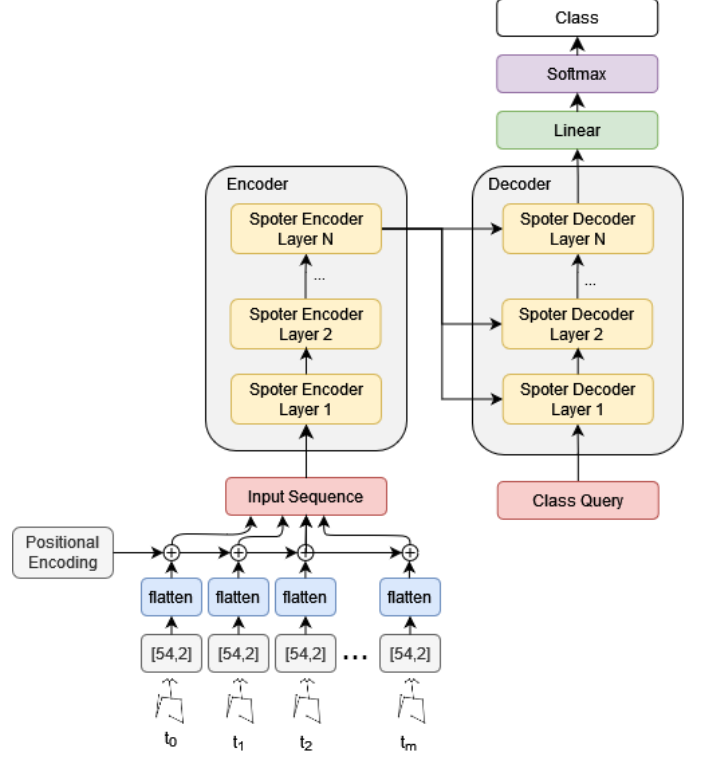 Class
Softmax
Linear
Encoder
Decoder
Spoter Encoder
Layer N
Spoter Decoder
Layer N
...
...
Spoter Encoder
Layer 2
Spoter Decoder
Layer 2
Spoter Encoder
Layer 1
Spoter Decoder
Layer 1
Input Sequence
Class Query
Positional
Encoding
flatten flatten flatten flatten
[54,2] [54,2] [54,2] ... [54,2]
t0 t1 t2 tm